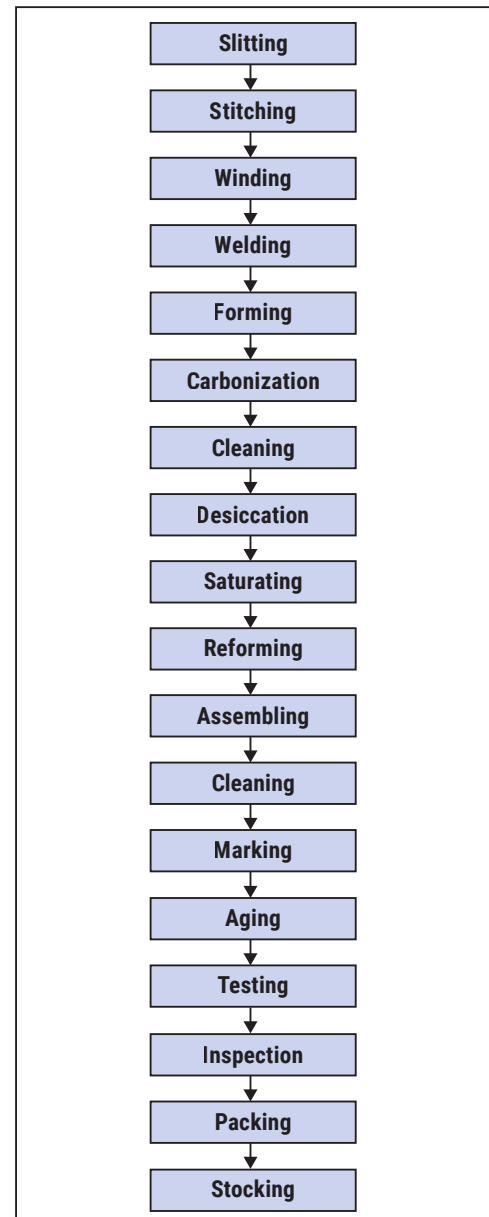 Slitting
Stitching
Winding
Welding
Forming
Carbonization
Cleaning
Desiccation
Saturating
Reforming
Assembling
Cleaning
Marking
Aging
Testing
Inspection
Packing
Stocking